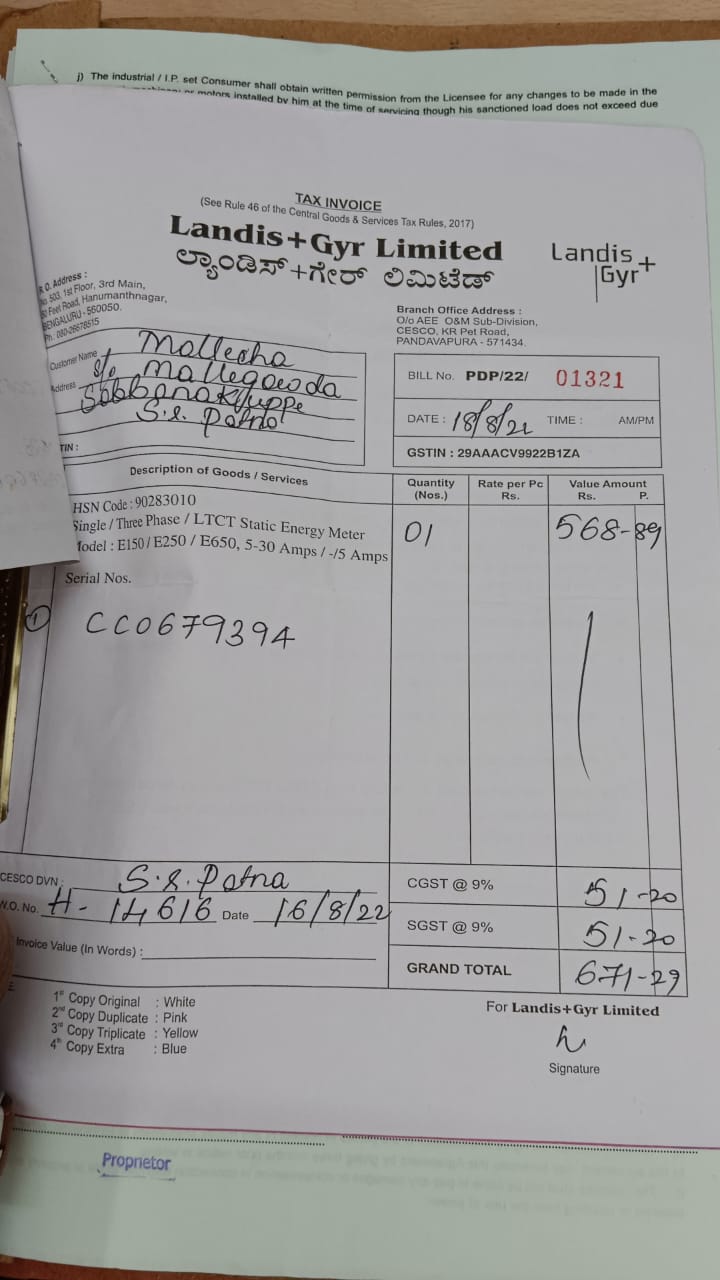 j) The industrial / I.P. set Consumer shall obtain written permission from the Licensee for any changes to be made in the
or motors installed by him at the time of servicing though his sanctioned load does not exceed due
TAX INVOICE
(See Rule 46 of the Central Goods & Services Tax Rules, 2017)
Landis+Gyr Limited
ಲ್ಯಾಂಡಿಸ್+ಗೇರ್ ಲಿಮಿಟೆಡ್
Landis+
Gyr
Address :
503, 1st Floor, 3rd Main,
Feet Road, Hanumanthnagar,
BENGALURU - 560050.
Ph : 080-26678515
Branch Office Address :
O/o AEE O&M Sub-Division,
CESCO, KR Pet Road,
PANDAVAPURA - 571434.
Customer Name Mallesha
Address s/o Mallegowda
S.R. Patna
TIN :
BILL No. PDP/22/ 01321
DATE : 18/8/22 TIME : AM/PM
GSTIN : 29AAACV9922B1ZA
Description of Goods / Services Quantity (Nos.) Rate per Pc Rs. Value Amount Rs. P.
HSN Code : 90283010
Single / Three Phase / LTCT Static Energy Meter 01 568-89
Model : E150 / E250 / E650, 5-30 Amps / -/5 Amps
Serial Nos.
① CC0679394
CESCO DVN : S.R. Patna
W.O. No. H-14616 Date 16/8/22
Invoice Value (In Words) :
CGST @ 9% 51-20
SGST @ 9% 51-20
GRAND TOTAL 671-29
1st Copy Original : White
2nd Copy Duplicate : Pink
3rd Copy Triplicate : Yellow
4th Copy Extra : Blue
For Landis+Gyr Limited
Signature
Proprietor